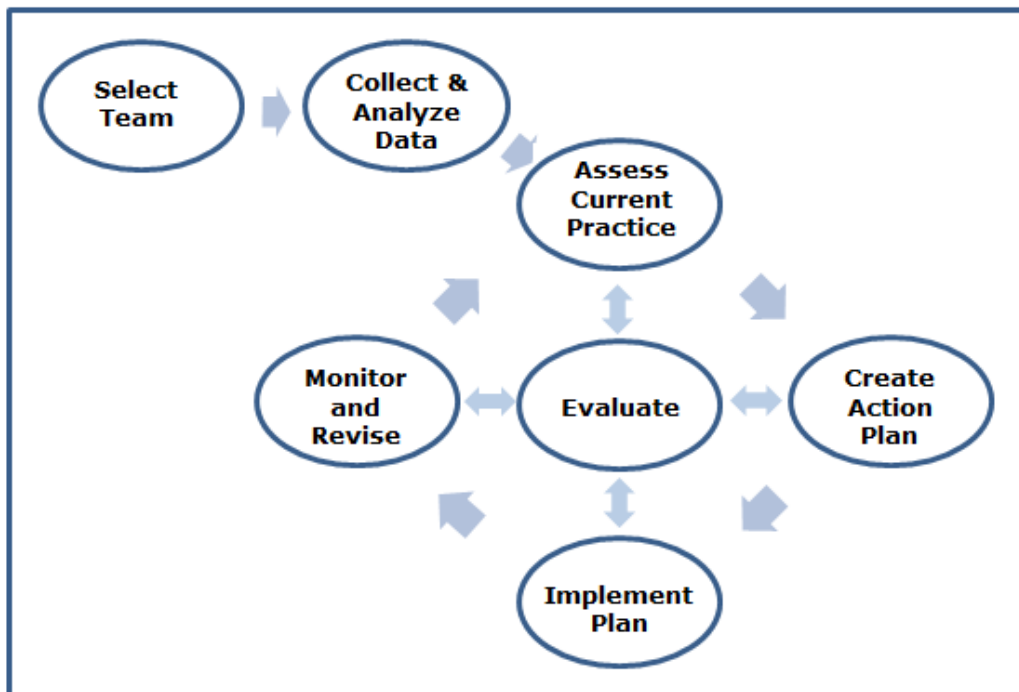 Select
Team
Collect &
Analyze
Data
Assess
Current
Practice
Monitor
and
Revise
Evaluate
Create
Action
Plan
Implement
Plan